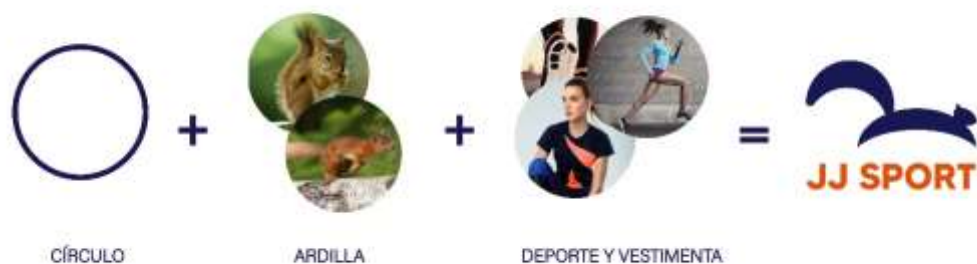 +
+
=
JJ SPORT
CÍRCULO
ARDILLA
DEPORTE Y VESTIMENTA